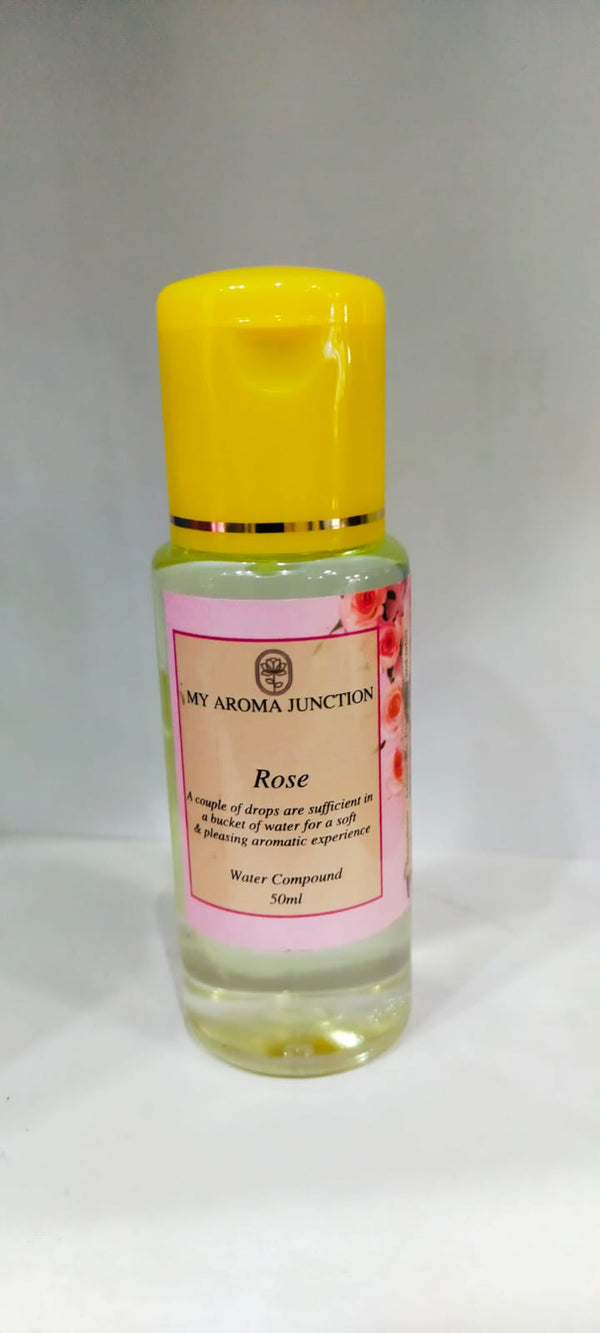 MY AROMA JUNCTION
Rose
A couple of drops are sufficient in
a bucket of water for a soft
& pleasing aromatic experience
Water Compound
50ml